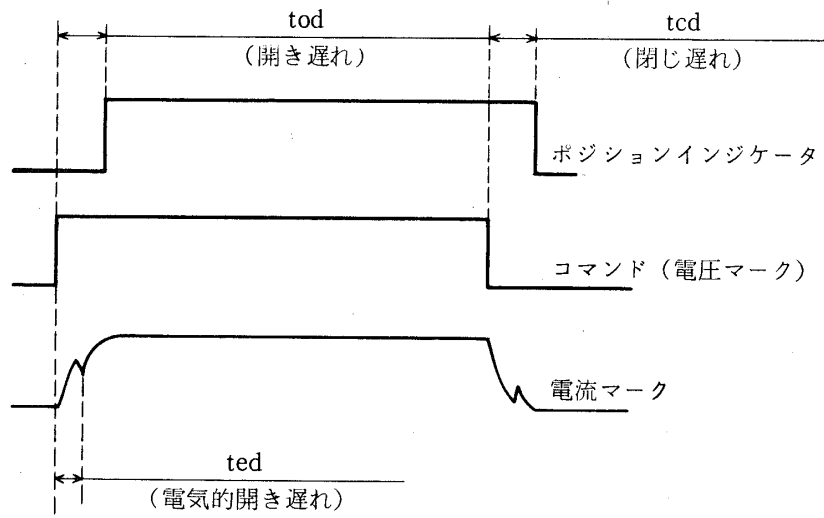 tod
(開き遅れ)
tcd
(閉じ遅れ)
ポジションインジケータ
コマンド(電圧マーク)
電流マーク
ted
(電気的開き遅れ)